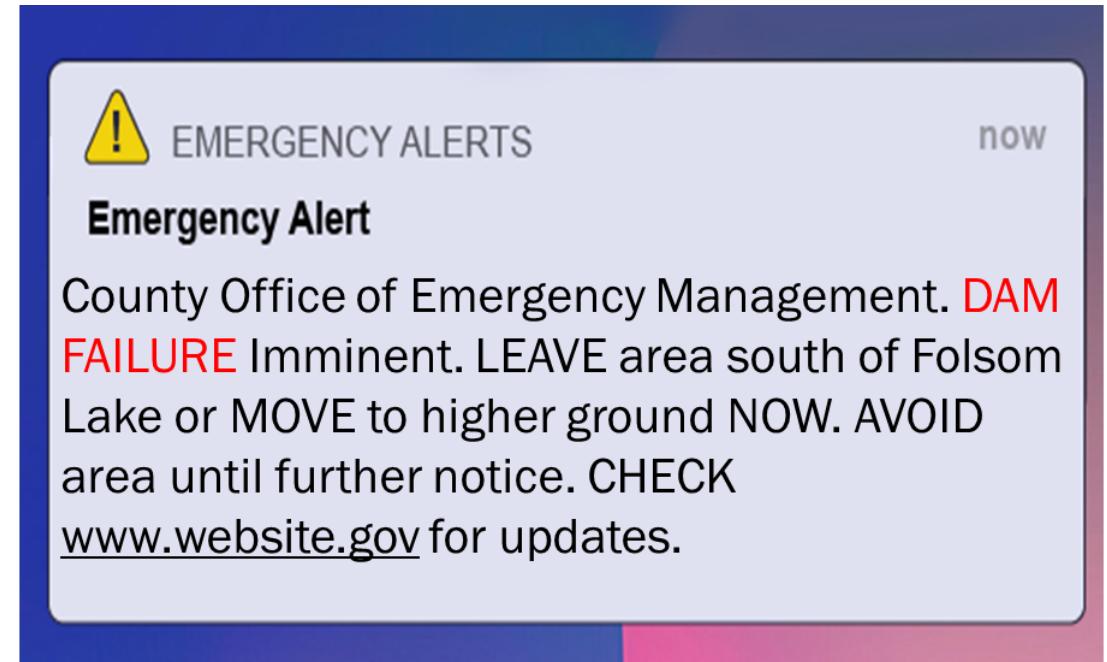 EMERGENCY ALERTS
now
Emergency Alert
County Office of Emergency Management. DAM
FAILURE Imminent. LEAVE area south of Folsom
Lake or MOVE to higher ground NOW. AVOID
area until further notice. CHECK
www.website.gov for updates.